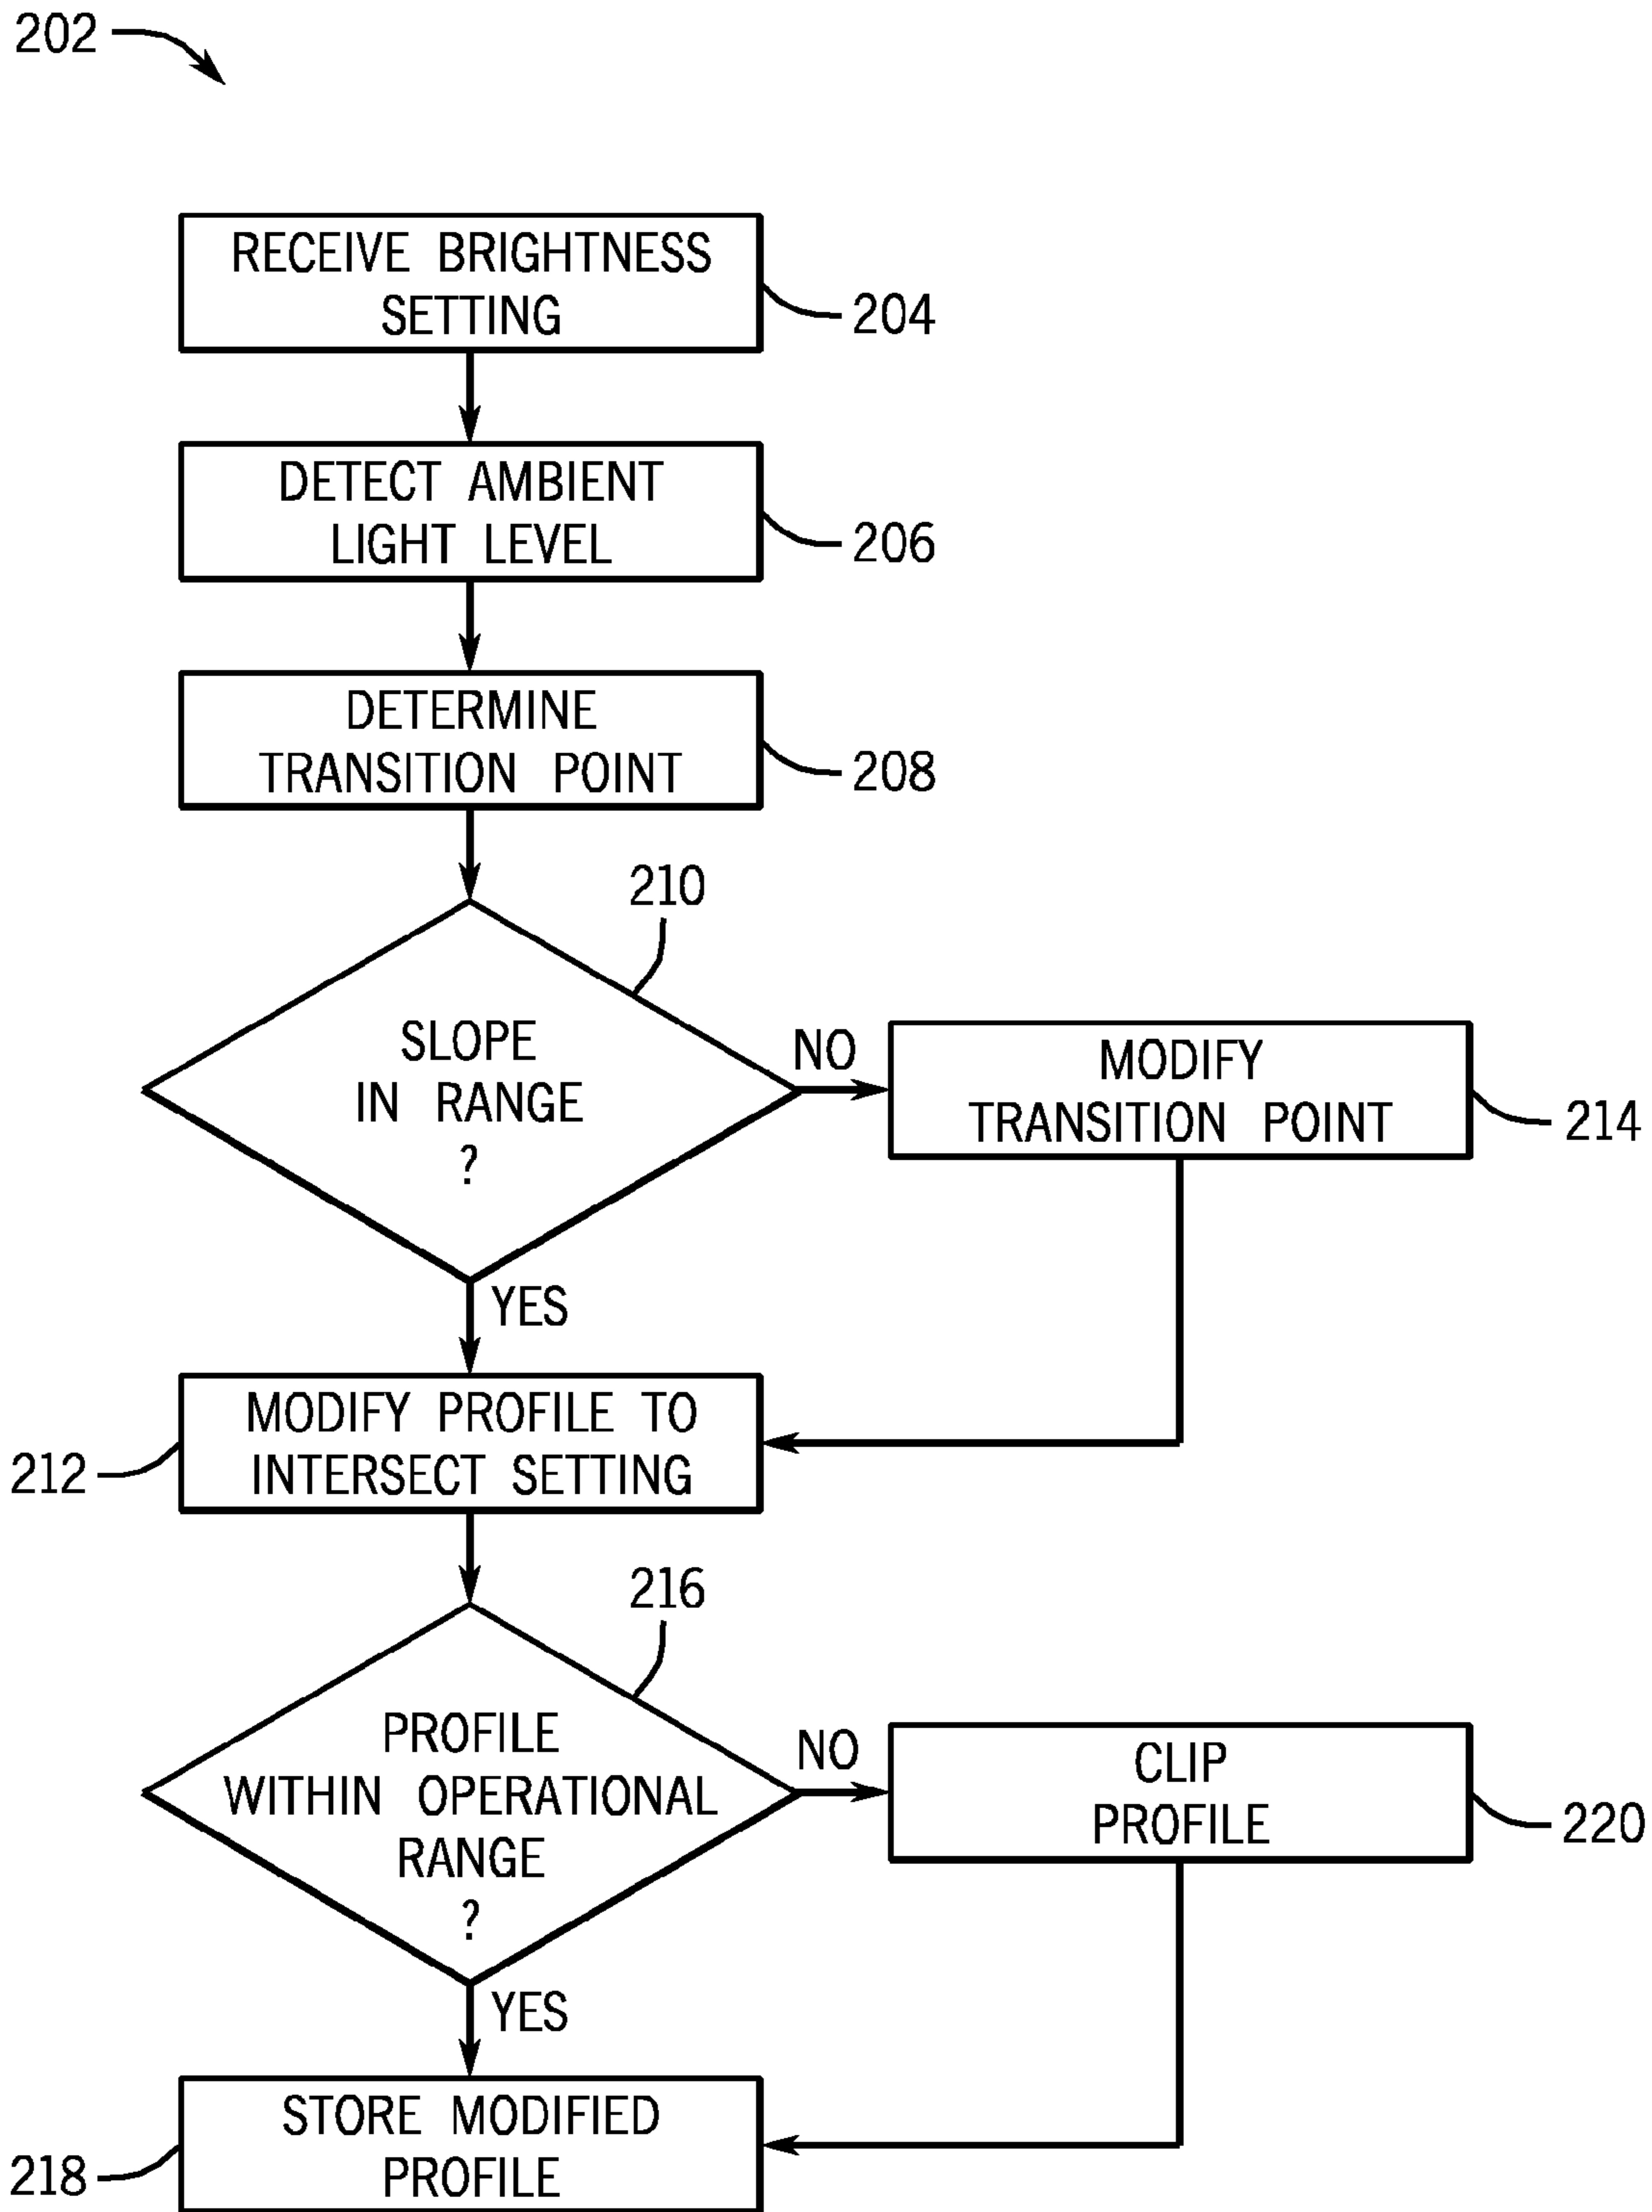 202
RECEIVE BRIGHTNESS
SETTING
204
DETECT AMBIENT
LIGHT LEVEL
206
DETERMINE
TRANSITION POINT
208
210
SLOPE
IN RANGE
?
NO
MODIFY
TRANSITION POINT
214
YES
MODIFY PROFILE TO
INTERSECT SETTING
212
216
PROFILE
WITHIN OPERATIONAL
RANGE
?
NO
CLIP
PROFILE
220
YES
STORE MODIFIED
PROFILE
218